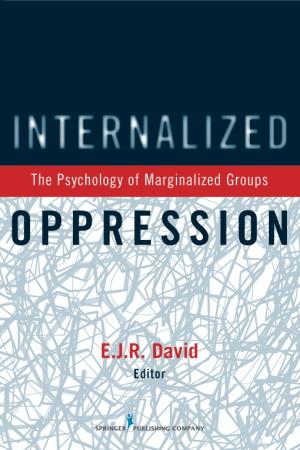 INTERNALIZED
The Psychology of Marginalized Groups
OPPRESSION
E.J.R. David
Editor
SPRINGER PUBLISHING COMPANY